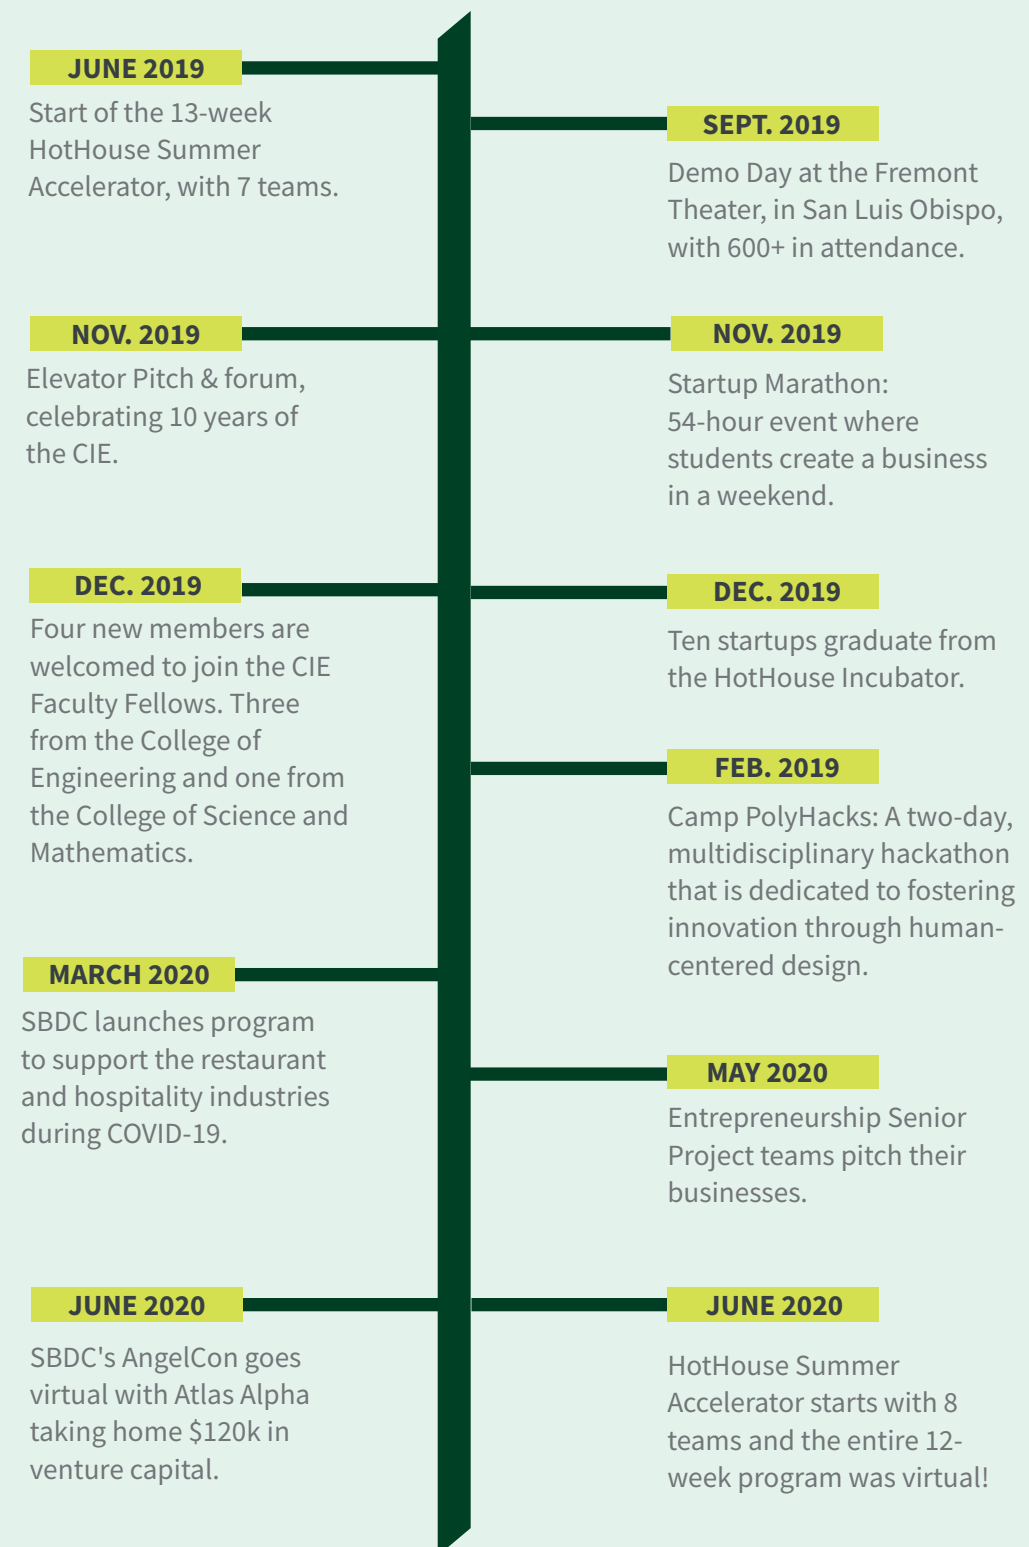 JUNE 2019
Start of the 13-week
HotHouse Summer
Accelerator, with 7 teams.
SEPT. 2019
Demo Day at the Fremont
Theater, in San Luis Obispo,
with 600+ in attendance.
NOV. 2019
Elevator Pitch & forum,
celebrating 10 years of
the CIE.
NOV. 2019
Startup Marathon:
54-hour event where
students create a business
in a weekend.
DEC. 2019
Four new members are
welcomed to join the CIE
Faculty Fellows. Three
from the College of
Engineering and one from
the College of Science and
Mathematics.
DEC. 2019
Ten startups graduate from
the HotHouse Incubator.
FEB. 2019
Camp PolyHacks: A two-day,
multidisciplinary hackathon
that is dedicated to fostering
innovation through human-
centered design.
MARCH 2020
SBDC launches program
to support the restaurant
and hospitality industries
during COVID-19.
MAY 2020
Entrepreneurship Senior
Project teams pitch their
businesses.
JUNE 2020
SBDC's AngelCon goes
virtual with Atlas Alpha
taking home $120k in
venture capital.
JUNE 2020
HotHouse Summer
Accelerator starts with 8
teams and the entire 12-
week program was virtual!